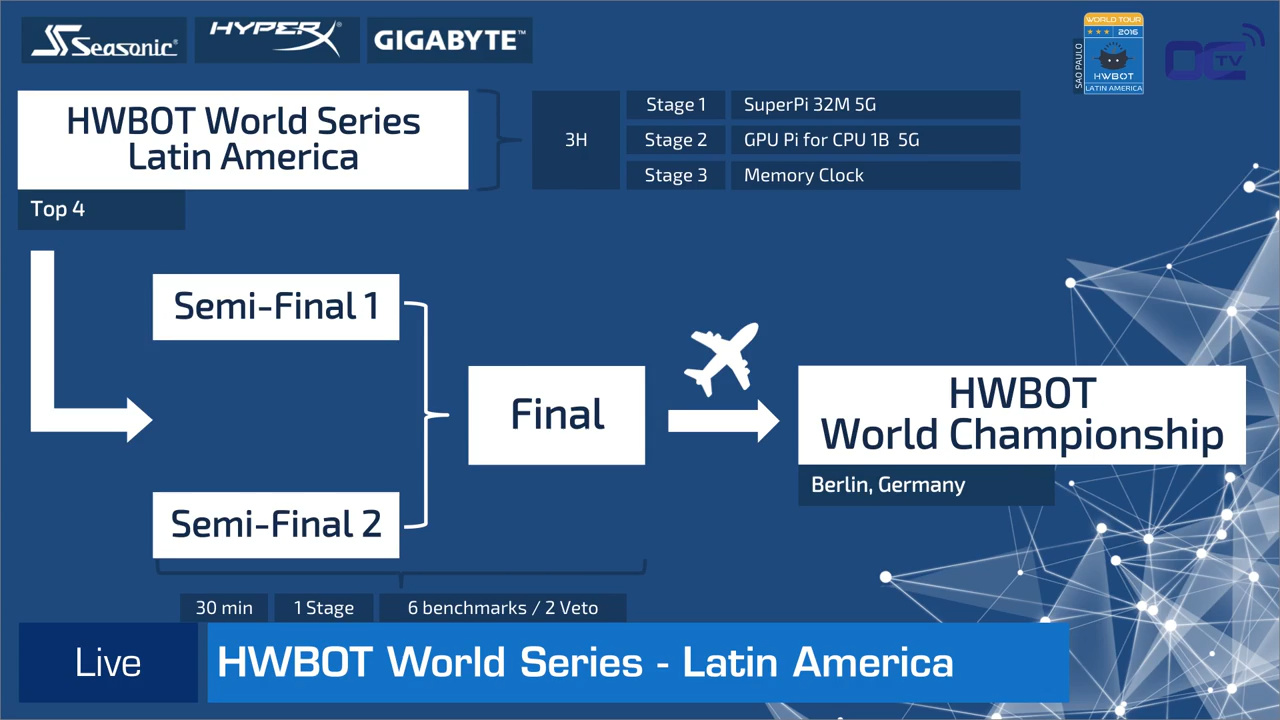 SEASONIC
HYPERX
GIGABYTE™
WORLD TOUR
2016
SAO PAULO
HWBOT
LATIN AMERICA
OCTV
HWBOT World Series
Latin America
Top 4
3H
Stage 1
SuperPi 32M 5G
Stage 2
GPU Pi for CPU 1B 5G
Stage 3
Memory Clock
Semi-Final 1
Semi-Final 2
Final
HWBOT
World Championship
Berlin, Germany
30 min
1 Stage
6 benchmarks / 2 Veto
Live
HWBOT World Series - Latin America